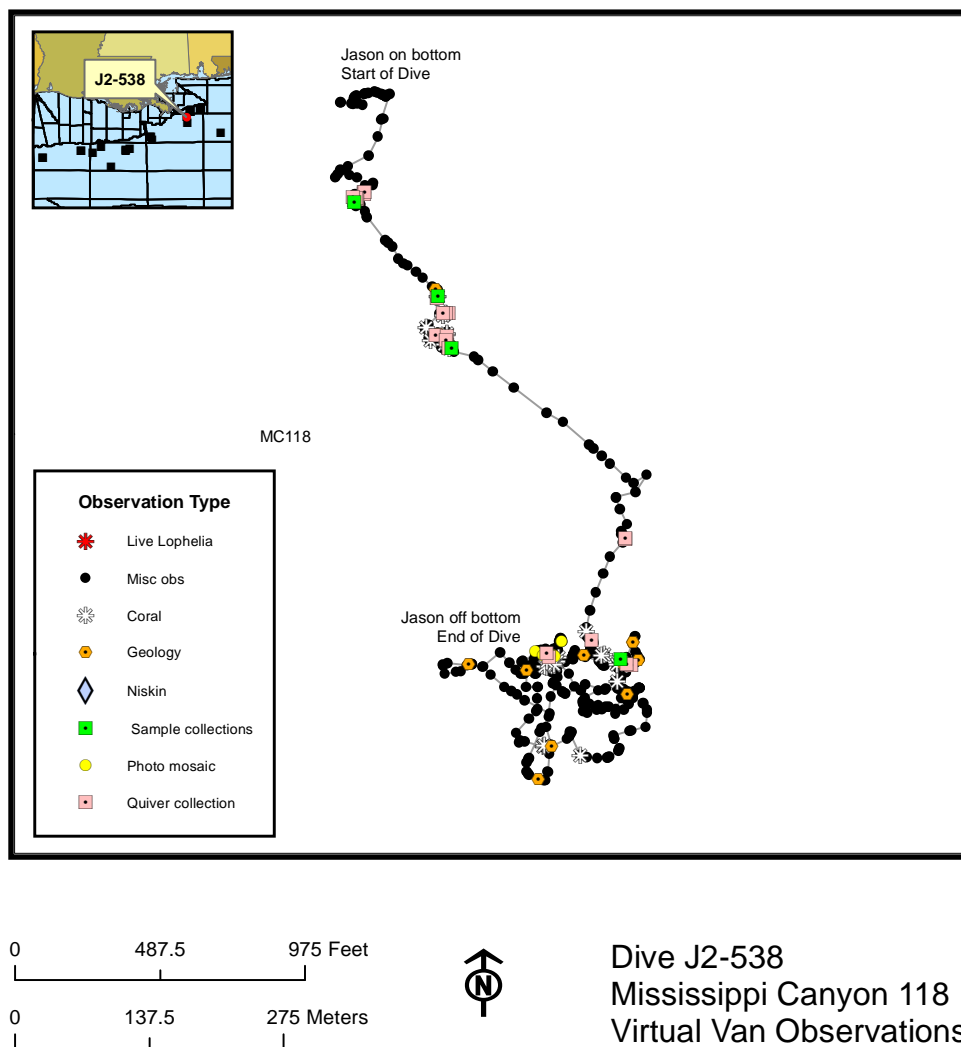 J2-538
Jason on bottom
Start of Dive
MC118
Observation Type
Live Lophelia
Misc obs
Coral
Geology
Niskin
Sample collections
Photo mosaic
Quiver collection
Jason off bottom
End of Dive
0 487.5 975 Feet
0 137.5 275 Meters
N
Dive J2-538
Mississippi Canyon 118
Virtual Van Observations